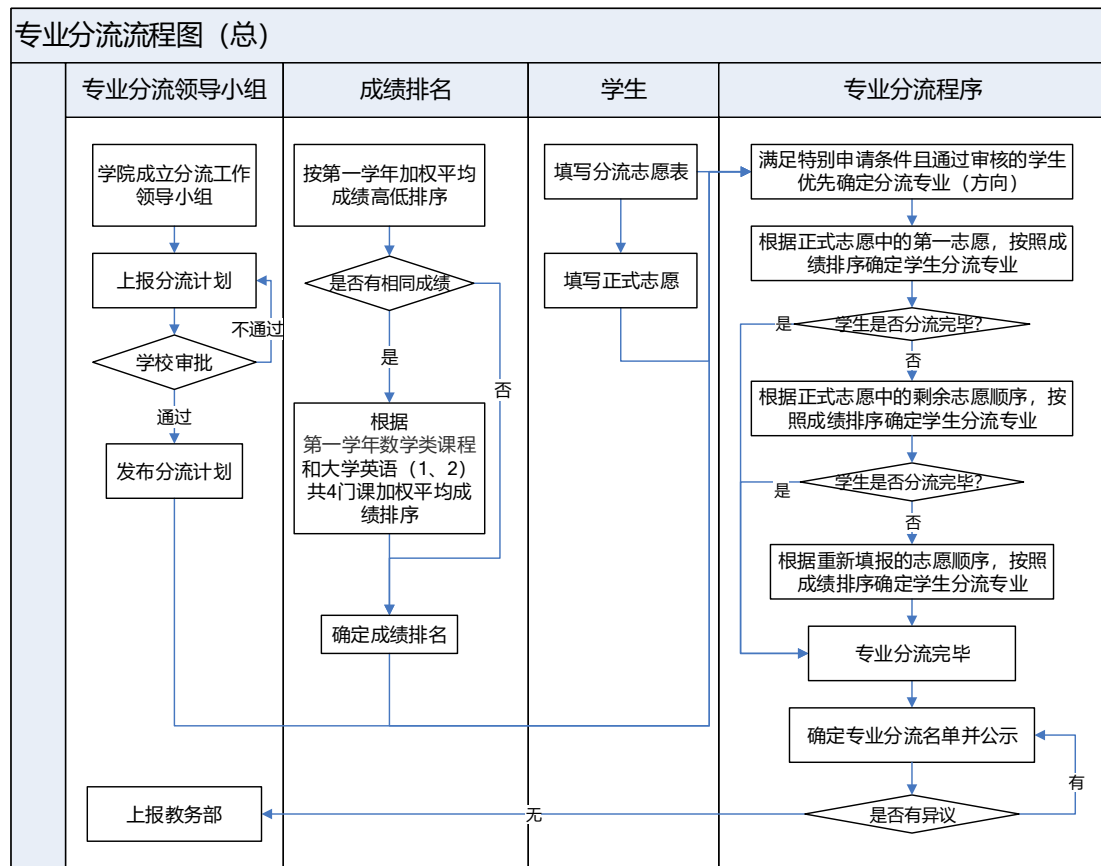 专业分流流程图（总）
专业分流领导小组
成绩排名
学生
专业分流程序
学院成立分流工作
领导小组
上报分流计划
不通过
学校审批
通过
发布分流计划
上报教务部
按第一学年加权平均
成绩高低排序
是否有相同成绩
是
否
根据
第一学年数学类课程
和大学英语（1、2）
共4门课加权平均成
绩排序
确定成绩排名
填写分流志愿表
填写正式志愿
满足特别申请条件且通过审核的学生
优先确定分流专业（方向）
根据正式志愿中的第一志愿，按照成
绩排序确定学生分流专业
是
学生是否分流完毕？
否
根据正式志愿中的剩余志愿顺序，按
照成绩排序确定学生分流专业
学生是否分流完毕？
是
否
根据重新填报的志愿顺序，按照
成绩排序确定学生分流专业
专业分流完毕
确定专业分流名单并公示
有
是否有异议
无